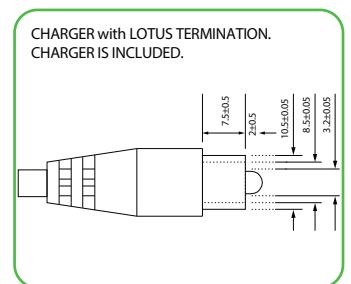 CHARGER with LOTUS TERMINATION.
CHARGER IS INCLUDED.
7.5±0.5
2±0.5
10.5±0.05
8.5±0.05
3.2±0.05